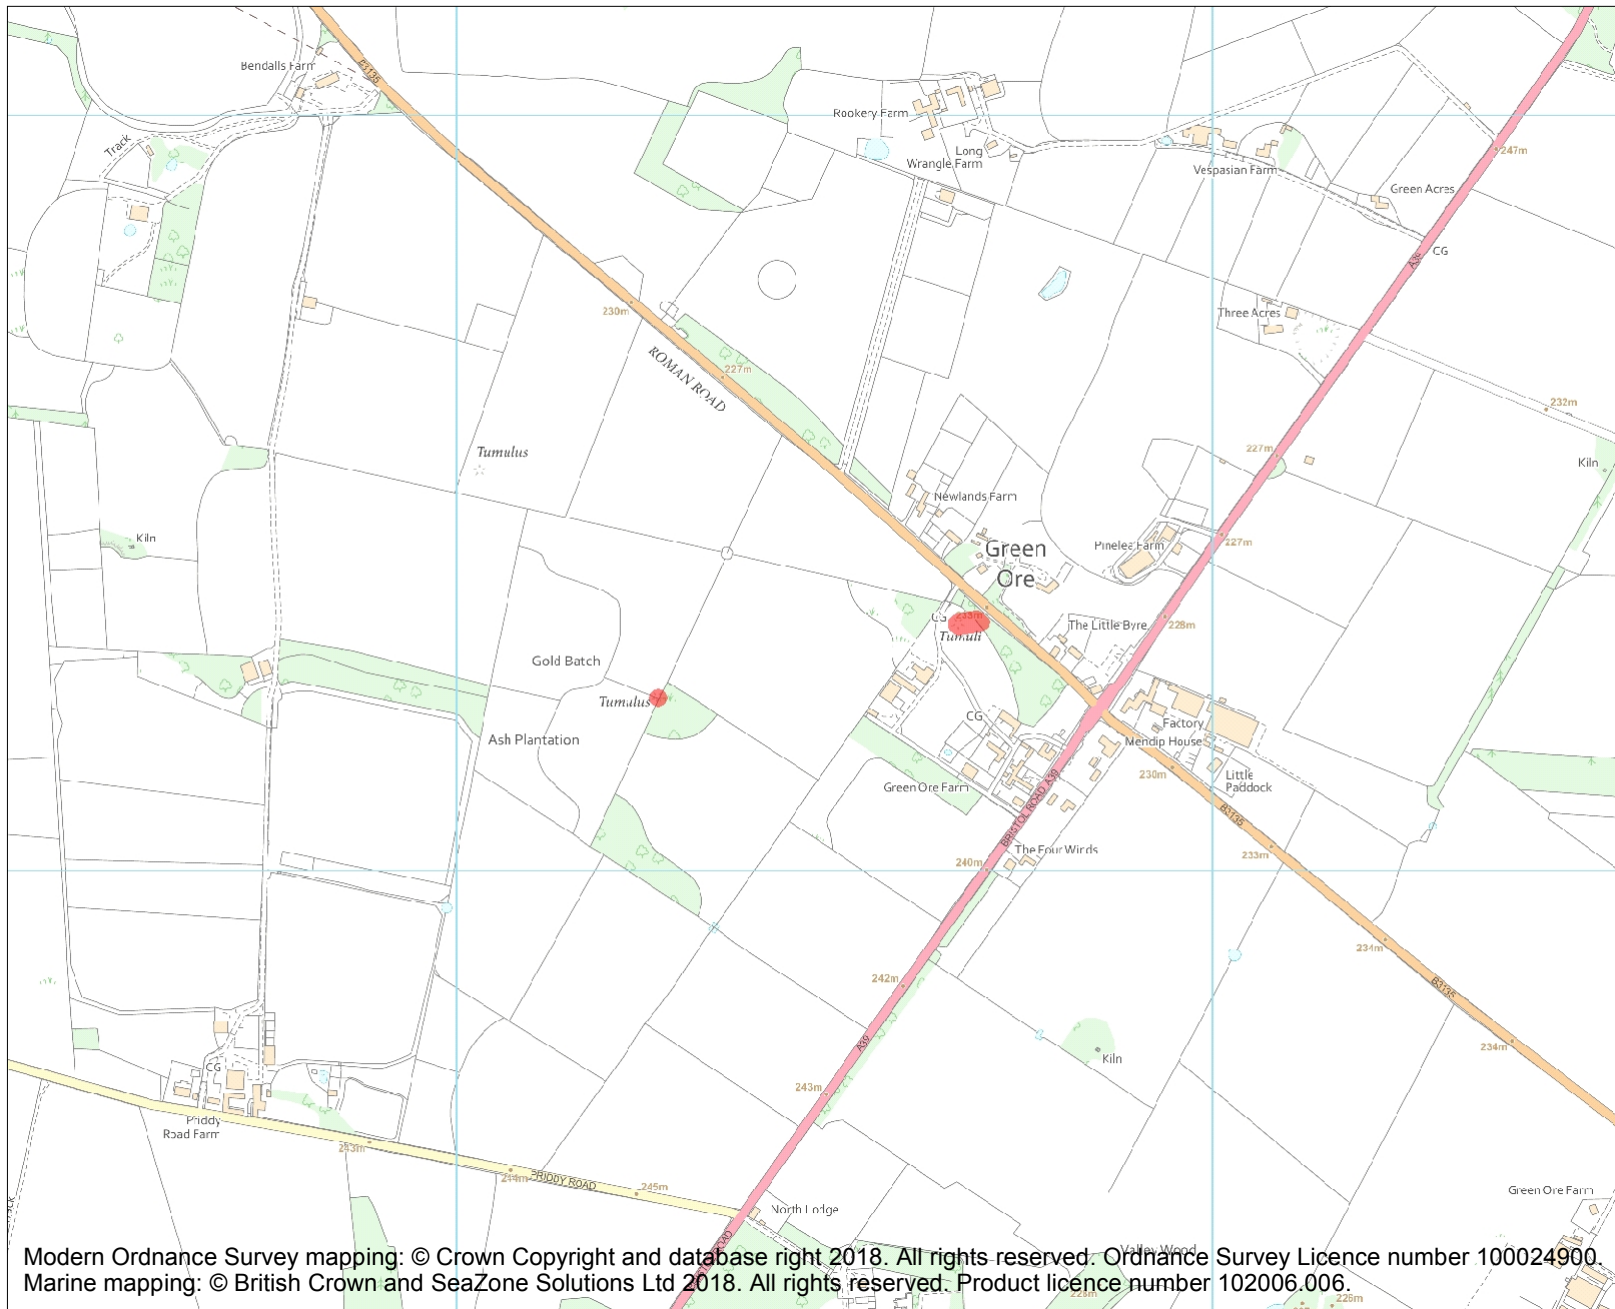 Bendalls Farm
B3135
Track
Rookery Farm
Long
Wrangle Farm
247m
Vespasian Farm
Green Acres
CG
A39
230m
Three Acres
ROMAN ROAD
227m
232m
Tumulus
227m
Kiln
Newlands Farm
Kiln
227m
Green
Ore
Pinelea Farm
CG
233m
Tumuli
The Little Byre
228m
Gold Batch
Tumulus
CG
Factory
Ash Plantation
Mendip House
230m
Little
Paddock
Green Ore Farm
BRISTOL ROAD A39
B3135
The Four Winds
240m
233m
234m
242m
B3135
A39
Kiln
234m
CG
243m
Priddy
Road Farm
243m
244m
PRIDDY ROAD
245m
Green Ore Farm
North Lodge
Valley Wood
Modern Ordnance Survey mapping: © Crown Copyright and database right 2018. All rights reserved. Ordnance Survey Licence number 100024900.
Marine mapping: © British Crown and SeaZone Solutions Ltd 2018. All rights reserved. Product licence number 102006.006.
226m